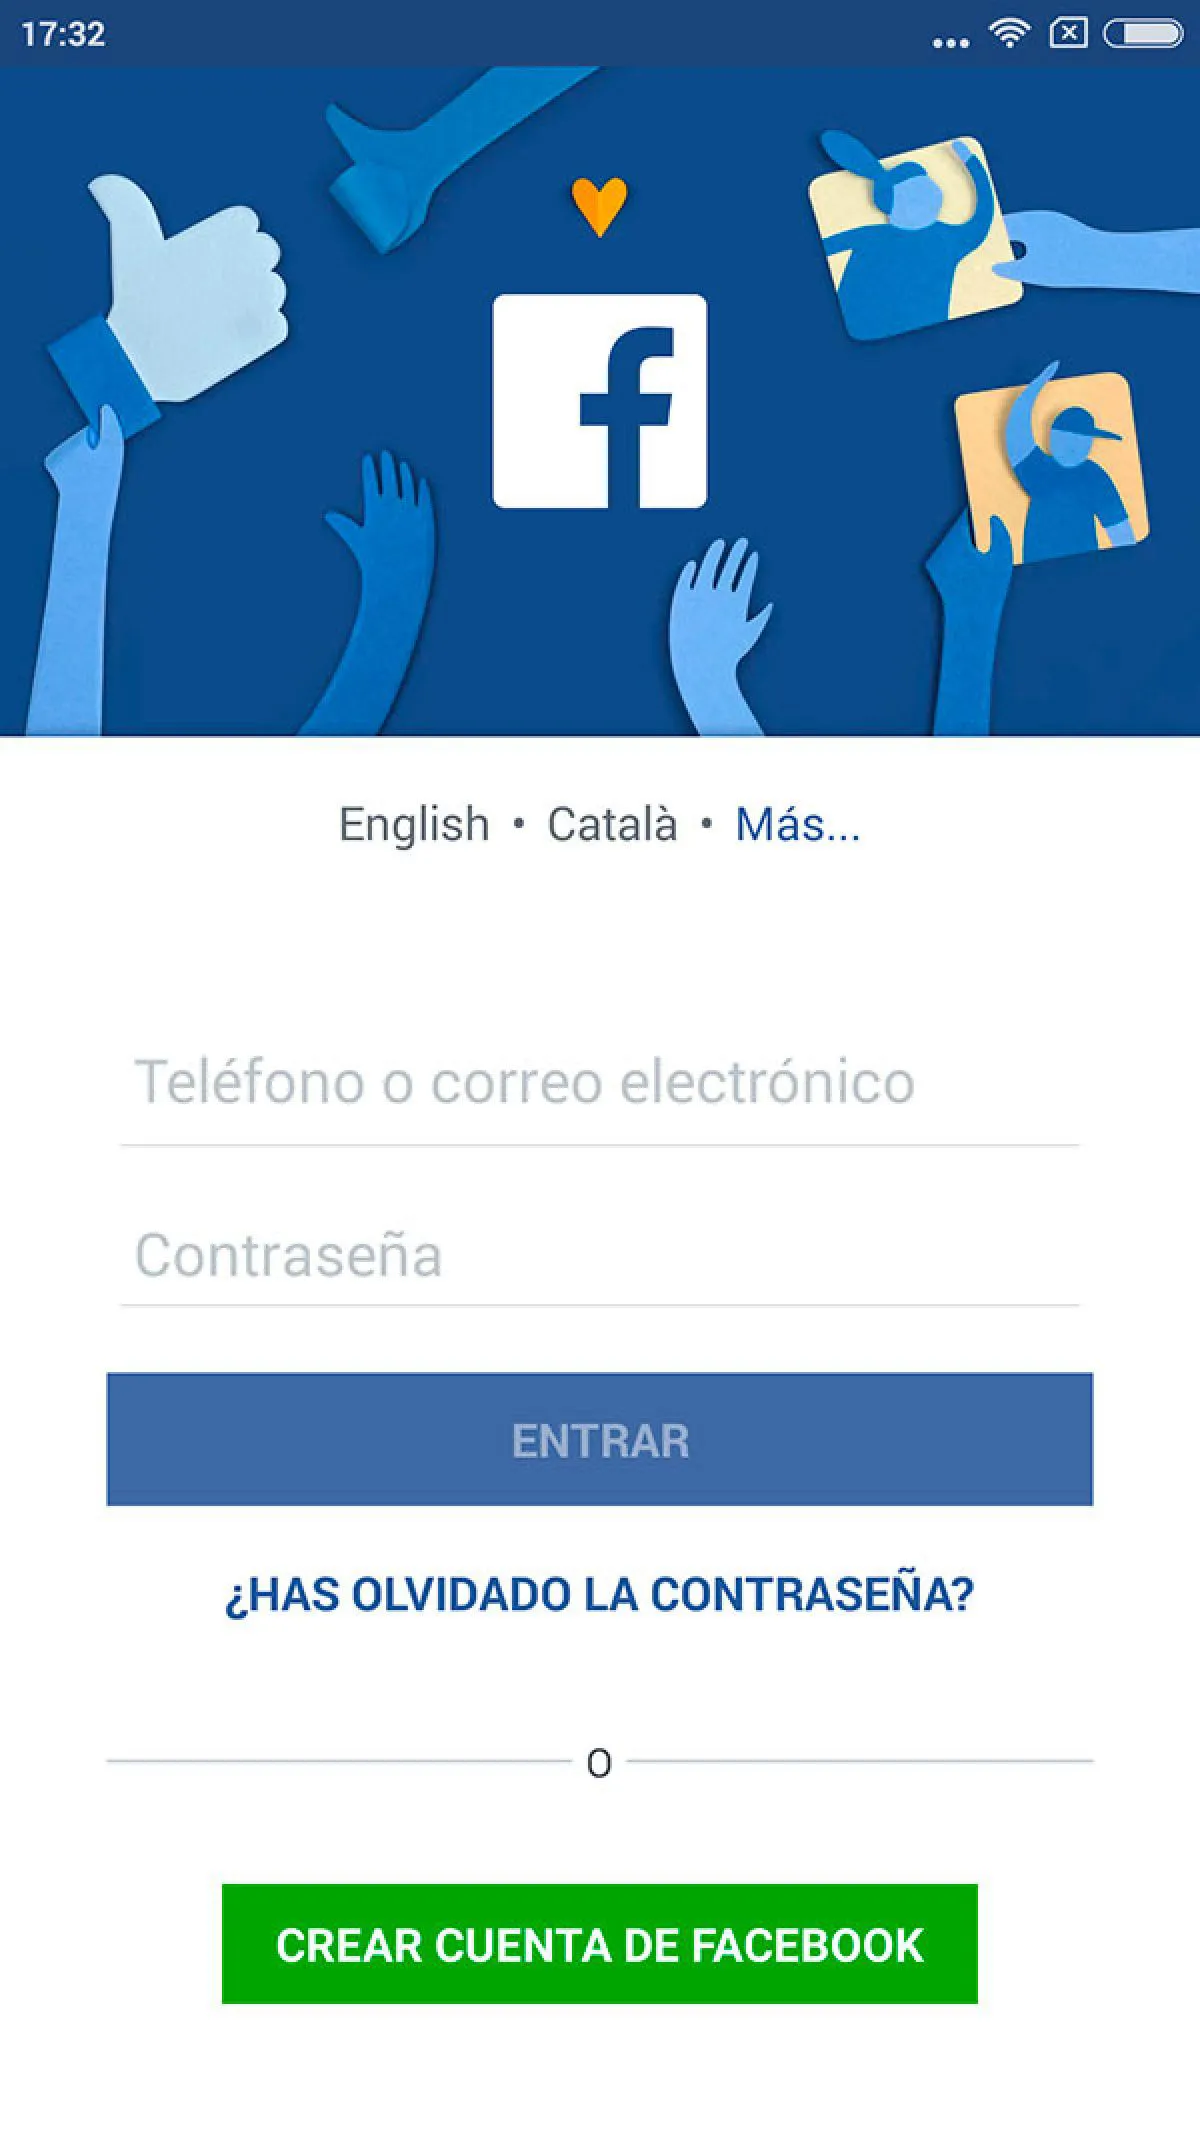 17:32
English • Català • Más...
Teléfono o correo electrónico
Contraseña
ENTRAR
¿HAS OLVIDADO LA CONTRASEÑA?
O
CREAR CUENTA DE FACEBOOK